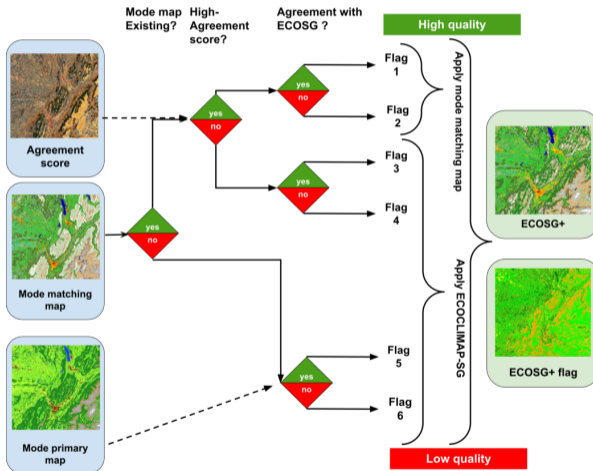 Mode map
Existing?
High-
Agreement
score?
Agreement with
ECOSG ?
High quality
Agreement
score
Mode matching
map
Mode primary
map
yes
no
yes
no
yes
no
yes
no
yes
no
Flag
1
Flag
2
Flag
3
Flag
4
Flag
5
Flag
6
Apply mode matching map
Apply ECOCLIMAP-SG
ECOSG+
ECOSG+ flag
Low quality